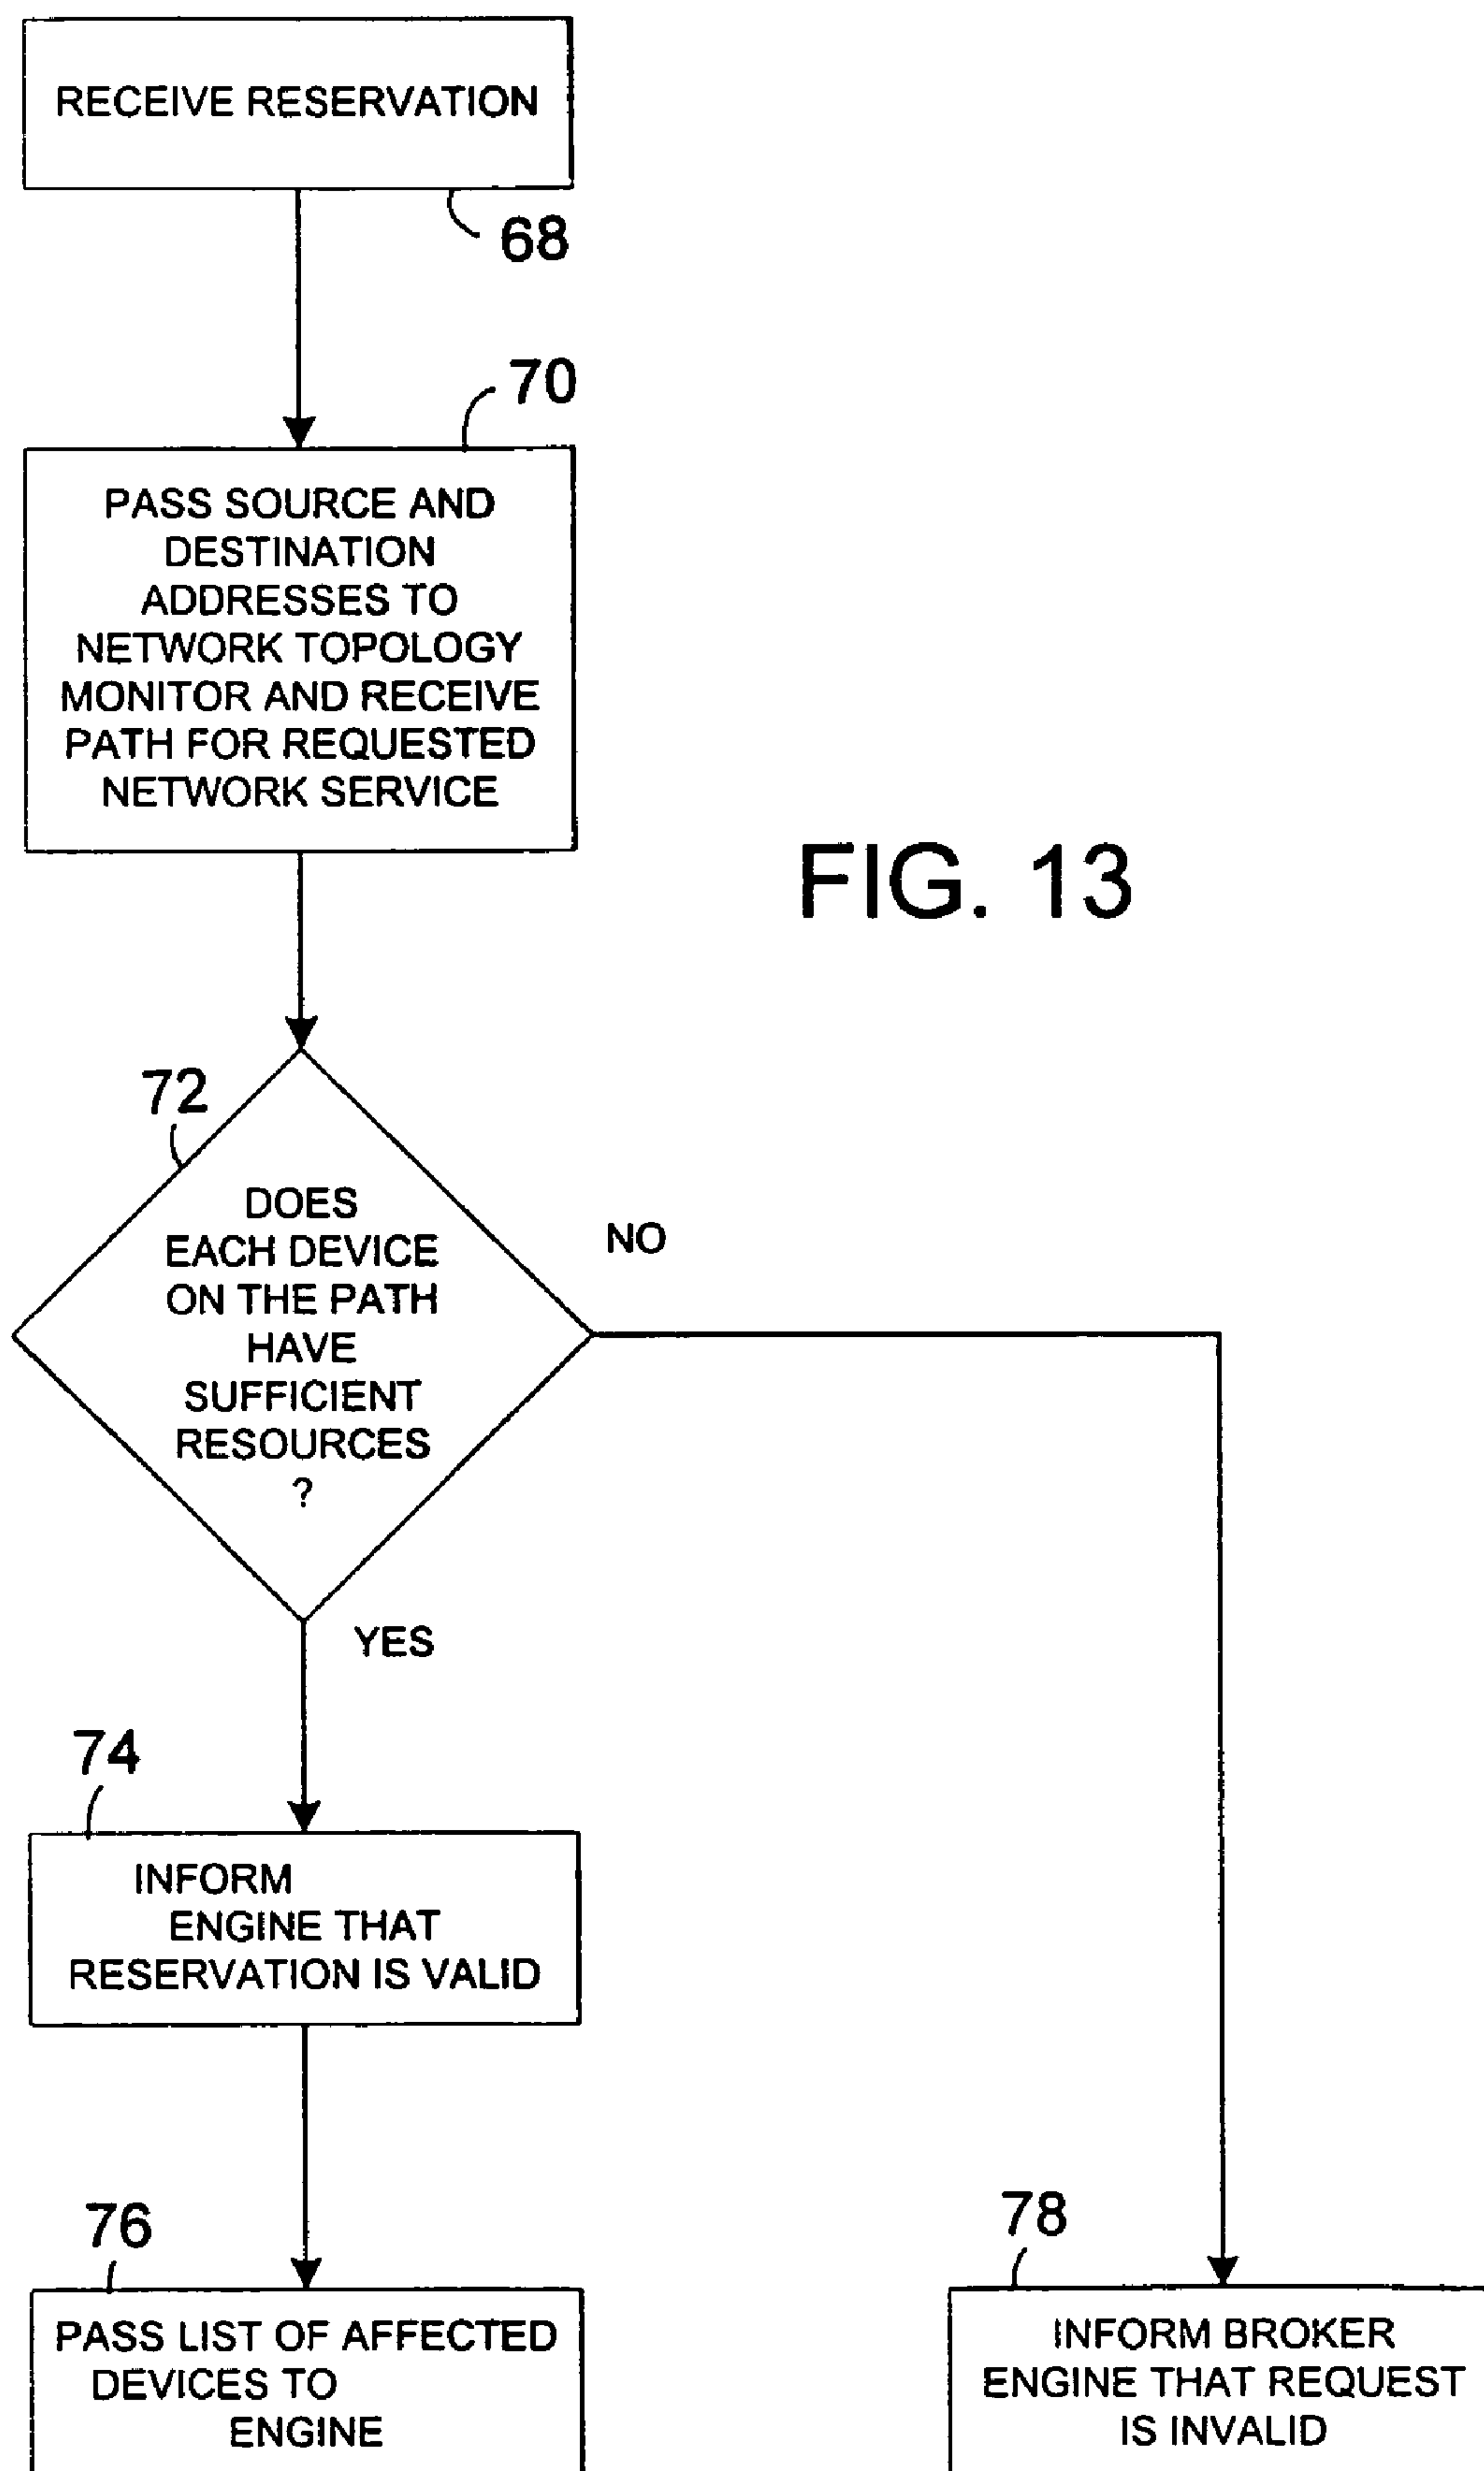 RECEIVE RESERVATION
68
70
PASS SOURCE AND
DESTINATION
ADDRESSES TO
NETWORK TOPOLOGY
MONITOR AND RECEIVE
PATH FOR REQUESTED
NETWORK SERVICE
FIG. 13
72
DOES
EACH DEVICE
ON THE PATH
HAVE
SUFFICIENT
RESOURCES
?
NO
YES
74
INFORM
ENGINE THAT
RESERVATION IS VALID
76
PASS LIST OF AFFECTED
DEVICES TO
ENGINE
78
INFORM BROKER
ENGINE THAT REQUEST
IS INVALID